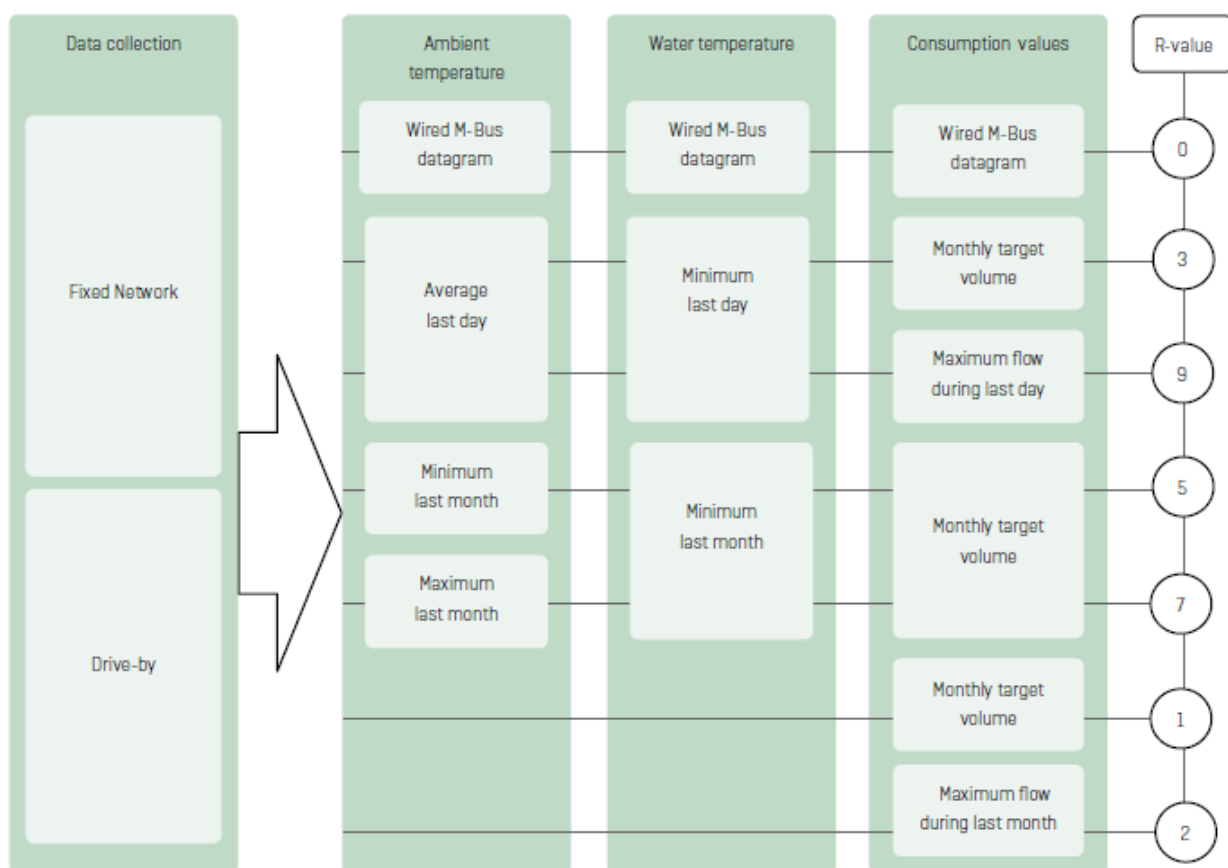 Data collection
Ambient
temperature
Water temperature
Consumption values
R-value
Fixed Network
Drive-by
Wired M-Bus
datagram
Wired M-Bus
datagram
Wired M-Bus
datagram
0
Average
last day
Minimum
last day
Monthly target
volume
3
Maximum flow
during last day
9
Minimum
last month
Minimum
last month
Monthly target
volume
5
Maximum
last month
7
Monthly target
volume
1
Maximum flow
during last month
2